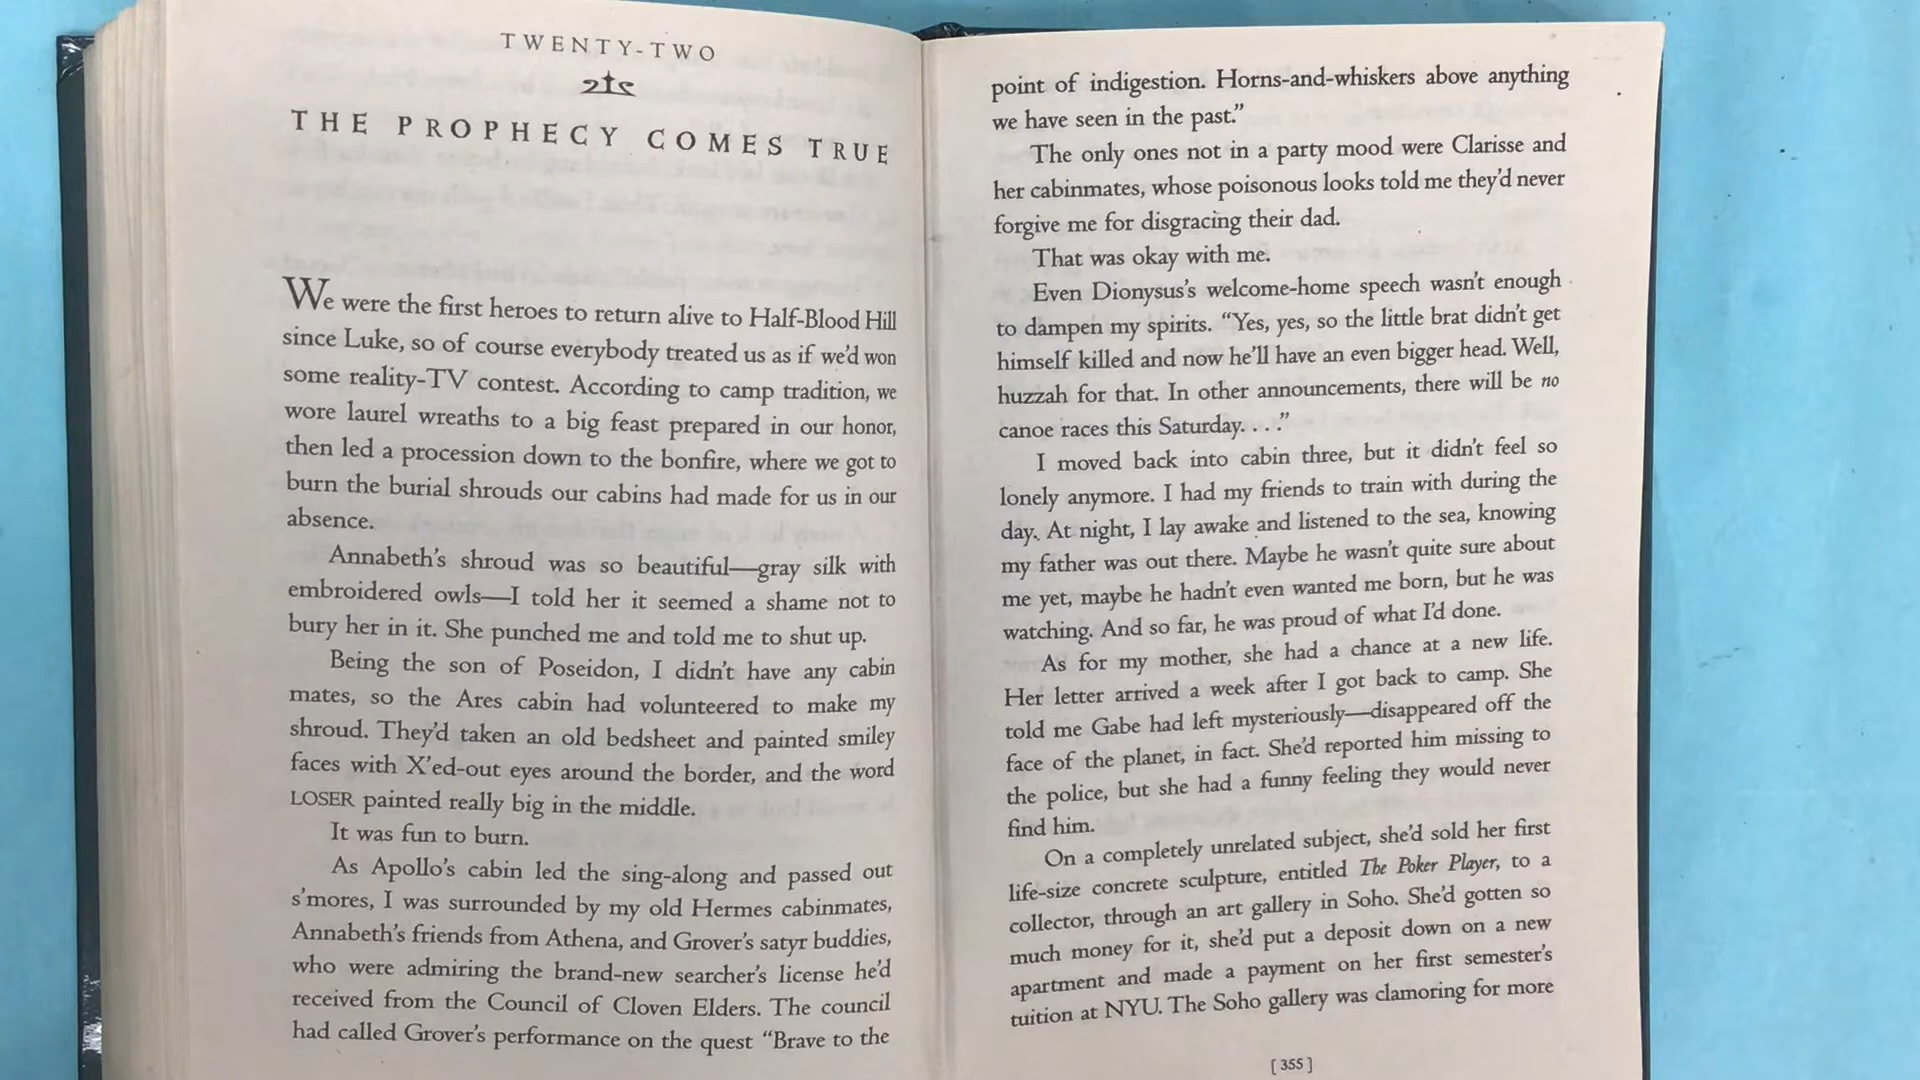 TWENTY-TWO
THE PROPHECY COMES TRUE
We were the first heroes to return alive to Half-Blood Hill
since Luke, so of course everybody treated us as if we'd won
some reality-TV contest. According to camp tradition, we
wore laurel wreaths to a big feast prepared in our honor,
then led a procession down to the bonfire, where we got to
burn the burial shrouds our cabins had made for us in our
absence.
Annabeth's shroud was so beautiful—gray silk with
embroidered owls—I told her it seemed a shame not to
bury her in it. She punched me and told me to shut up.
Being the son of Poseidon, I didn't have any cabin
mates, so the Ares cabin had volunteered to make my
shroud. They'd taken an old bedsheet and painted smiley
faces with X'ed-out eyes around the border, and the word
LOSER painted really big in the middle.
It was fun to burn.
As Apollo's cabin led the sing-along and passed out
s'mores, I was surrounded by my old Hermes cabinmates,
Annabeth's friends from Athena, and Grover's satyr buddies,
who were admiring the brand-new searcher's license he'd
received from the Council of Cloven Elders. The council
had called Grover's performance on the quest “Brave to the
point of indigestion. Horns-and-whiskers above anything
we have seen in the past.”
The only ones not in a party mood were Clarisse and
her cabinmates, whose poisonous looks told me they'd never
forgive me for disgracing their dad.
That was okay with me.
Even Dionysus's welcome-home speech wasn't enough
to dampen my spirits. “Yes, yes, so the little brat didn't get
himself killed and now he'll have an even bigger head. Well,
huzzah for that. In other announcements, there will be no
canoe races this Saturday. . . .”
I moved back into cabin three, but it didn't feel so
lonely anymore. I had my friends to train with during the
day. At night, I lay awake and listened to the sea, knowing
my father was out there. Maybe he wasn't quite sure about
me yet, maybe he hadn't even wanted me born, but he was
watching. And so far, he was proud of what I'd done.
As for my mother, she had a chance at a new life.
Her letter arrived a week after I got back to camp. She
told me Gabe had left mysteriously—disappeared off the
face of the planet, in fact. She'd reported him missing to
the police, but she had a funny feeling they would never
find him.
On a completely unrelated subject, she'd sold her first
life-size concrete sculpture, entitled The Poker Player, to a
collector, through an art gallery in Soho. She'd gotten so
much money for it, she'd put a deposit down on a new
apartment and made a payment on her first semester's
tuition at NYU. The Soho gallery was clamoring for more
[ 355 ]